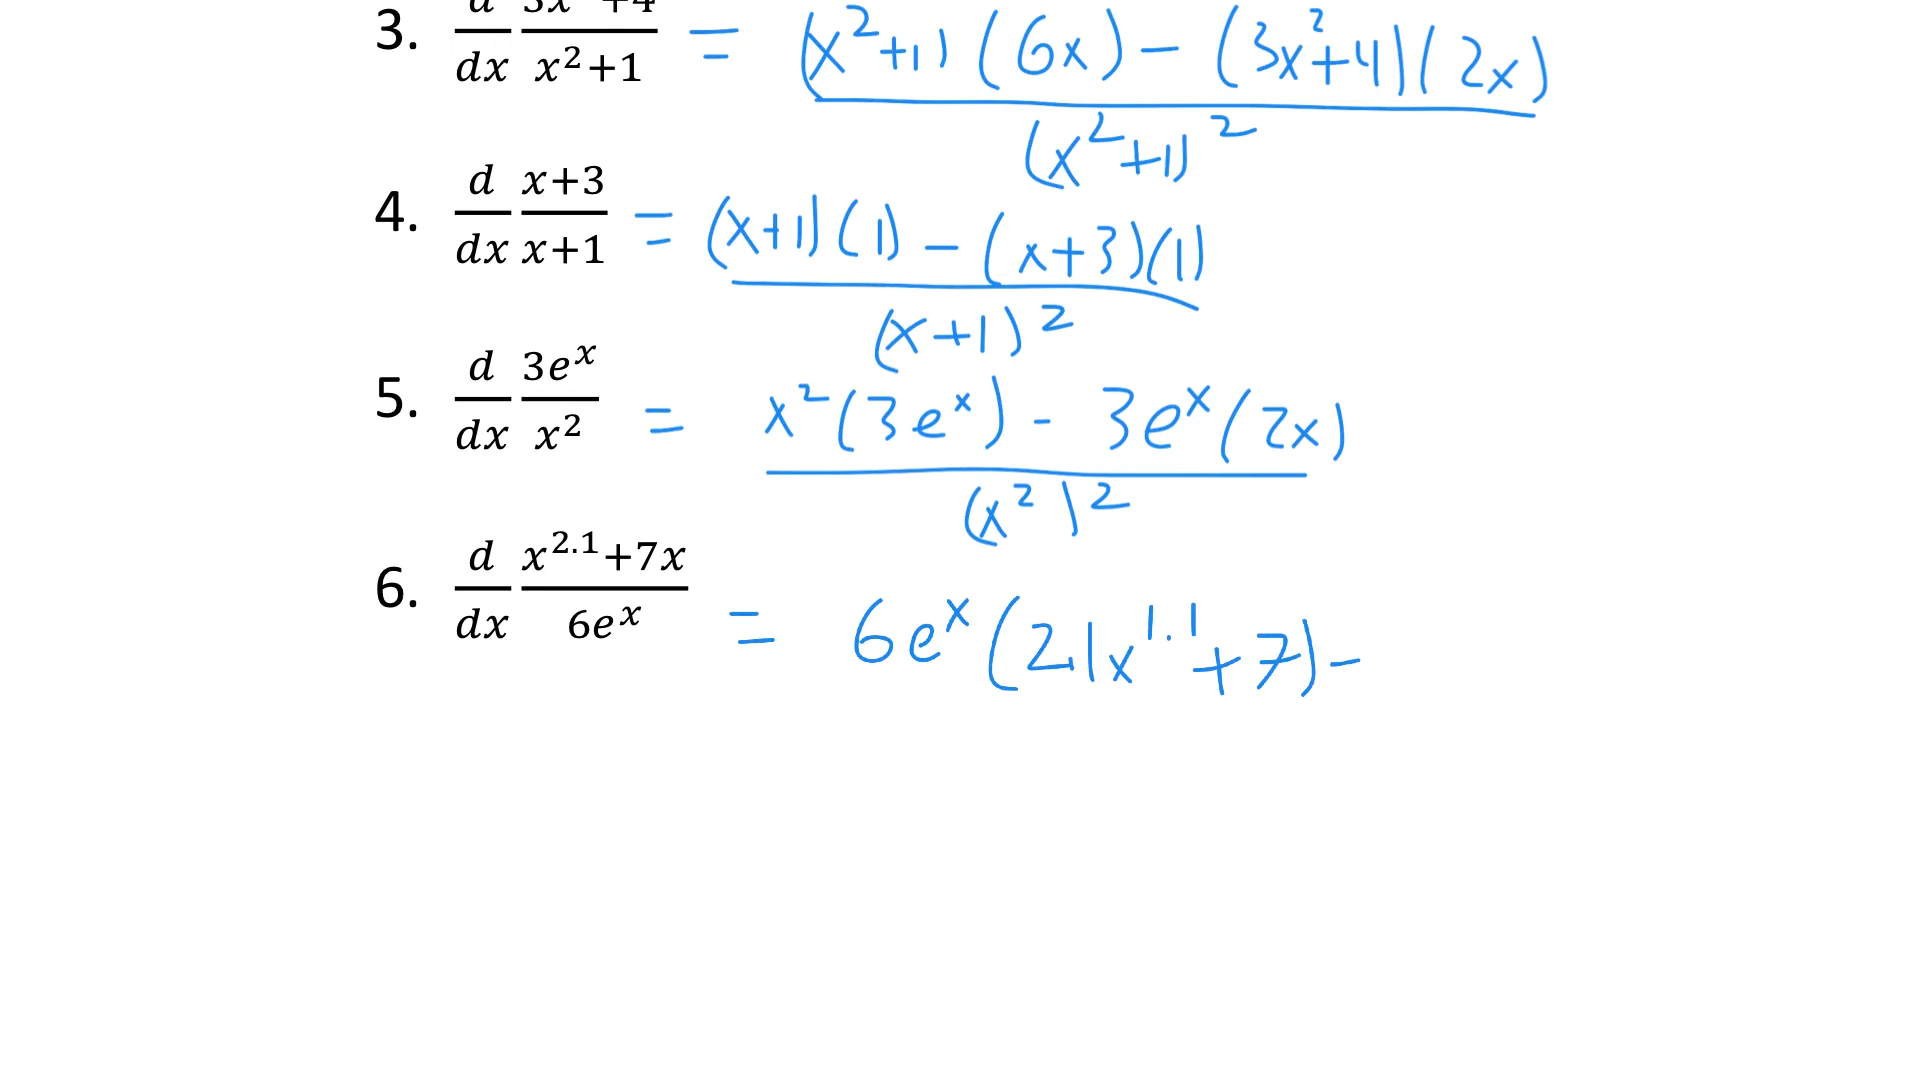 3. d/dx (3x²+4)/(x²+1) = ((x²+1)(6x) - (3x²+4)(2x))/(x²+1)²
4. d/dx (x+3)/(x+1) = ((x+1)(1) - (x+3)(1))/(x+1)²
5. d/dx (3eˣ)/(x²) = (x²(3eˣ) - 3eˣ(2x))/(x²)²
6. d/dx (x^2.1+7x)/(6eˣ) = 6eˣ(2.1x^1.1+7) -